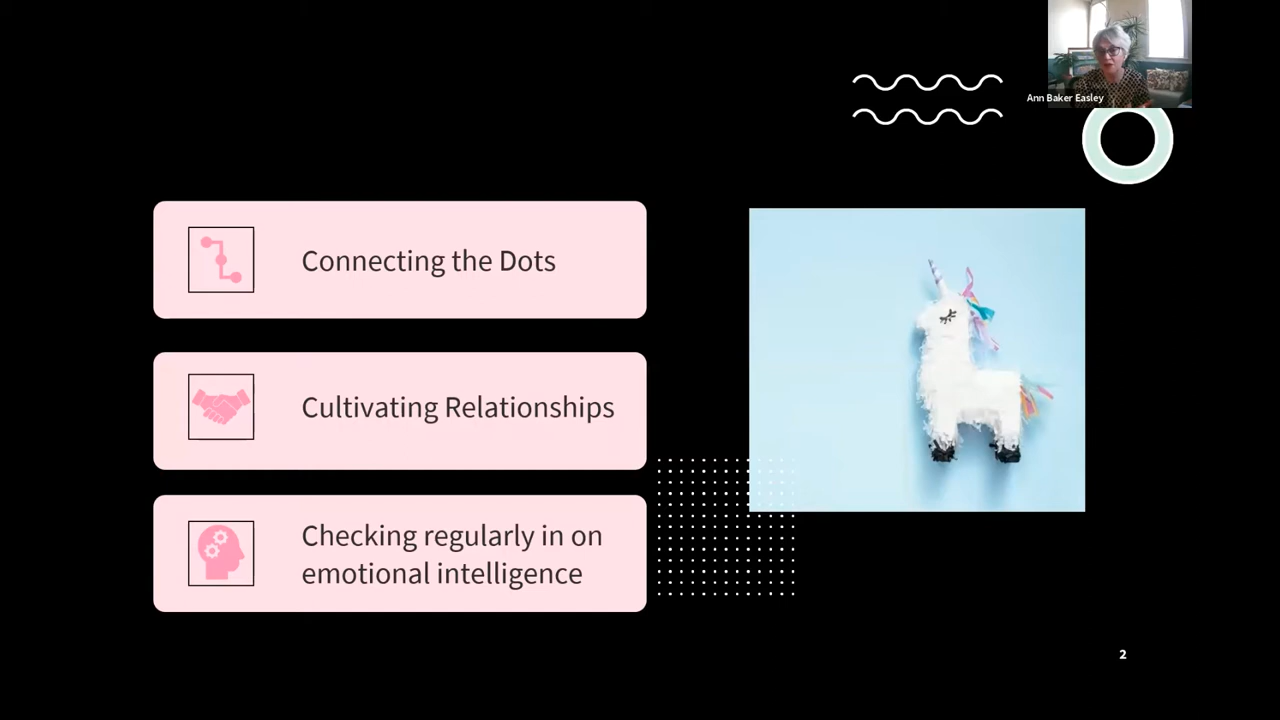 Ann Baker Easley
Connecting the Dots
Cultivating Relationships
Checking regularly in on
emotional intelligence
2